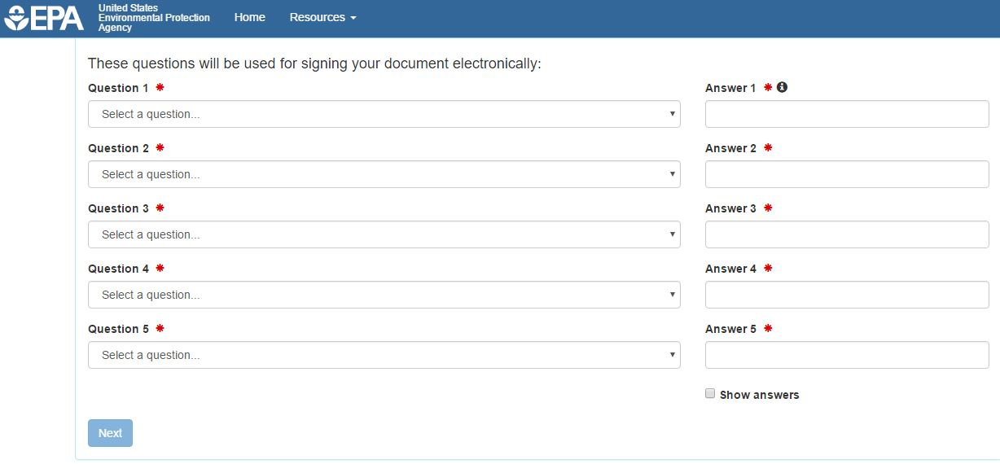 EPA
United States
Environmental Protection
Agency
Home
Resources
These questions will be used for signing your document electronically:
Question 1 *
Answer 1 *
Select a question...
Question 2 *
Answer 2 *
Select a question...
Question 3 *
Answer 3 *
Select a question...
Question 4 *
Answer 4 *
Select a question...
Question 5 *
Answer 5 *
Select a question...
Show answers
Next